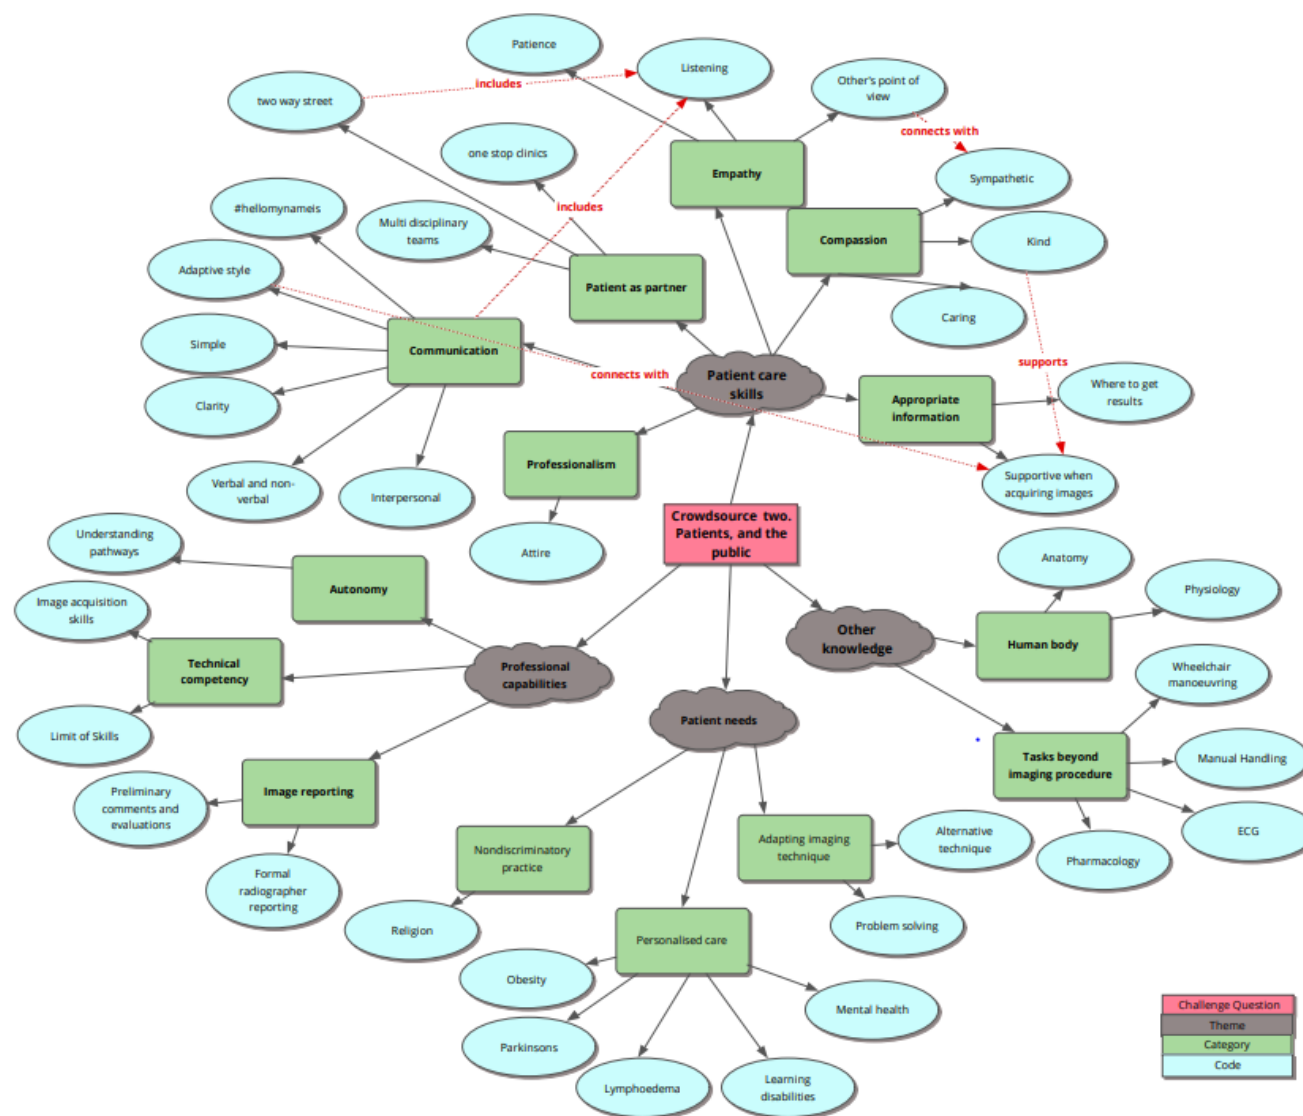 Patience
Listening
Other's point of
view
includes
two way street
connects with
one stop clinics
Empathy
Sympathetic
#hellomynameis
includes
Multi disciplinary
teams
Compassion
Kind
Adaptive style
Patient as partner
Caring
Simple
Communication
supports
Patient care
skills
connects with
Where to get
results
Clarity
Appropriate
information
Professionalism
Verbal and non-
verbal
Interpersonal
Supportive when
acquiring images
Crowdsource two.
Patients, and the
public
Understanding
pathways
Attire
Anatomy
Autonomy
Physiology
Image acquisition
skills
Other
knowledge
Human body
Technical
competency
Professional
capabilities
Wheelchair
manoeuvring
Limit of Skills
Patient needs
Tasks beyond
imaging procedure
Manual Handling
Image reporting
Preliminary
comments and
evaluations
Nondiscriminatory
practice
Adapting imaging
technique
Alternative
technique
ECG
Pharmacology
Formal
radiographer
reporting
Religion
Problem solving
Personalised care
Obesity
Mental health
Parkinsons
Lymphoedema
Learning
disabilities
Challenge Question
Theme
Category
Code